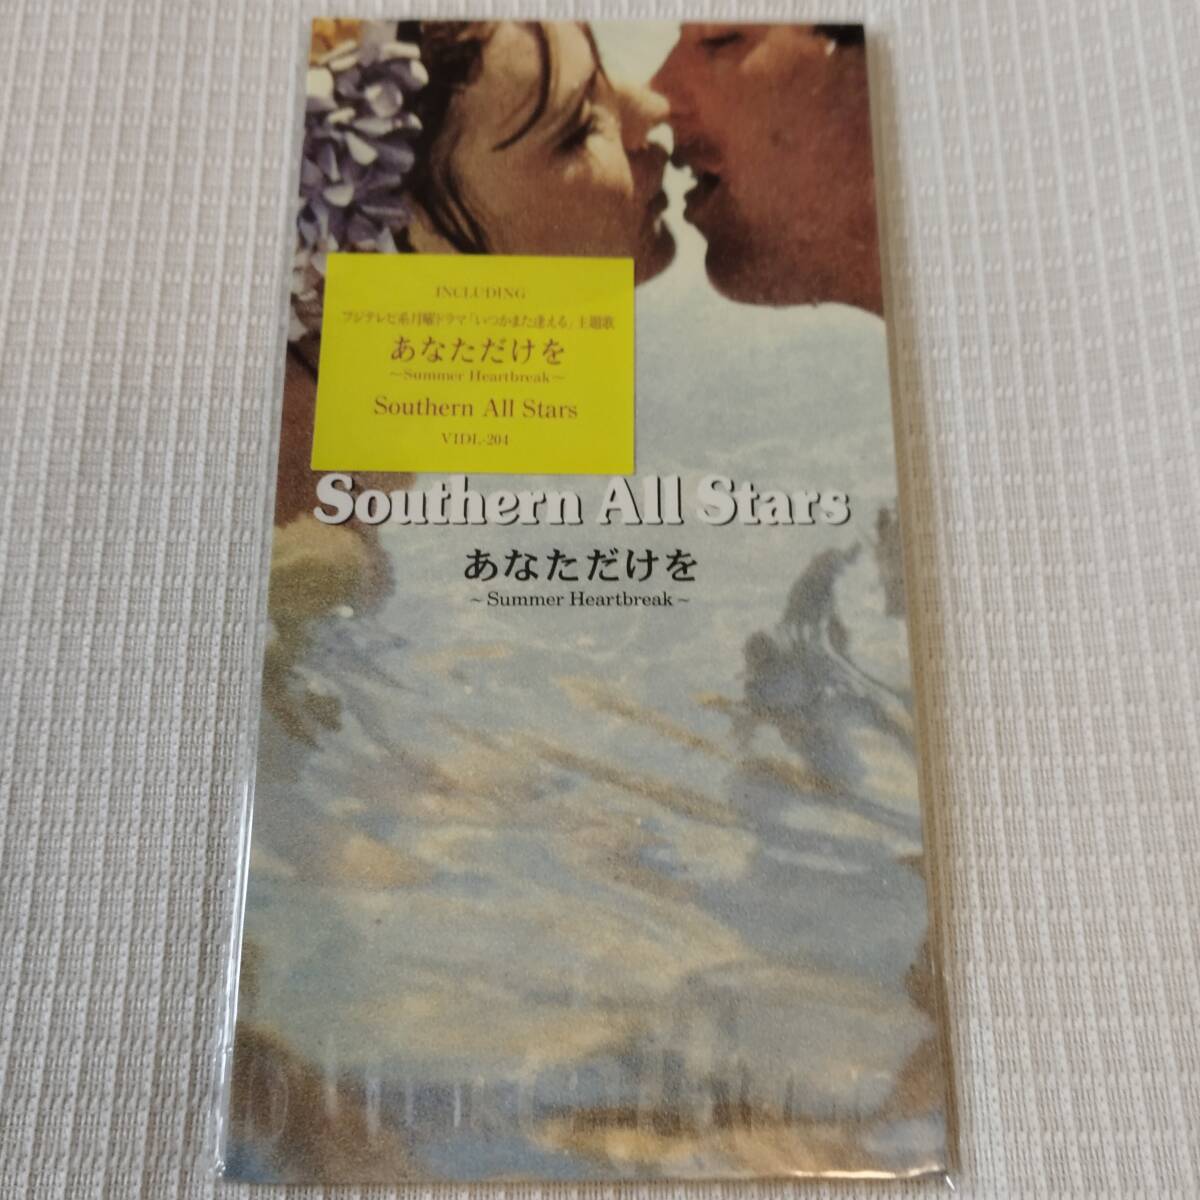 INCLUDING
フジテレビ系月曜ドラマ「いつかまた逢える」主題歌
あなただけを
～Summer Heartbreak～
Southern All Stars
VIDL-204
Southern All Stars
あなただけを
～Summer Heartbreak～